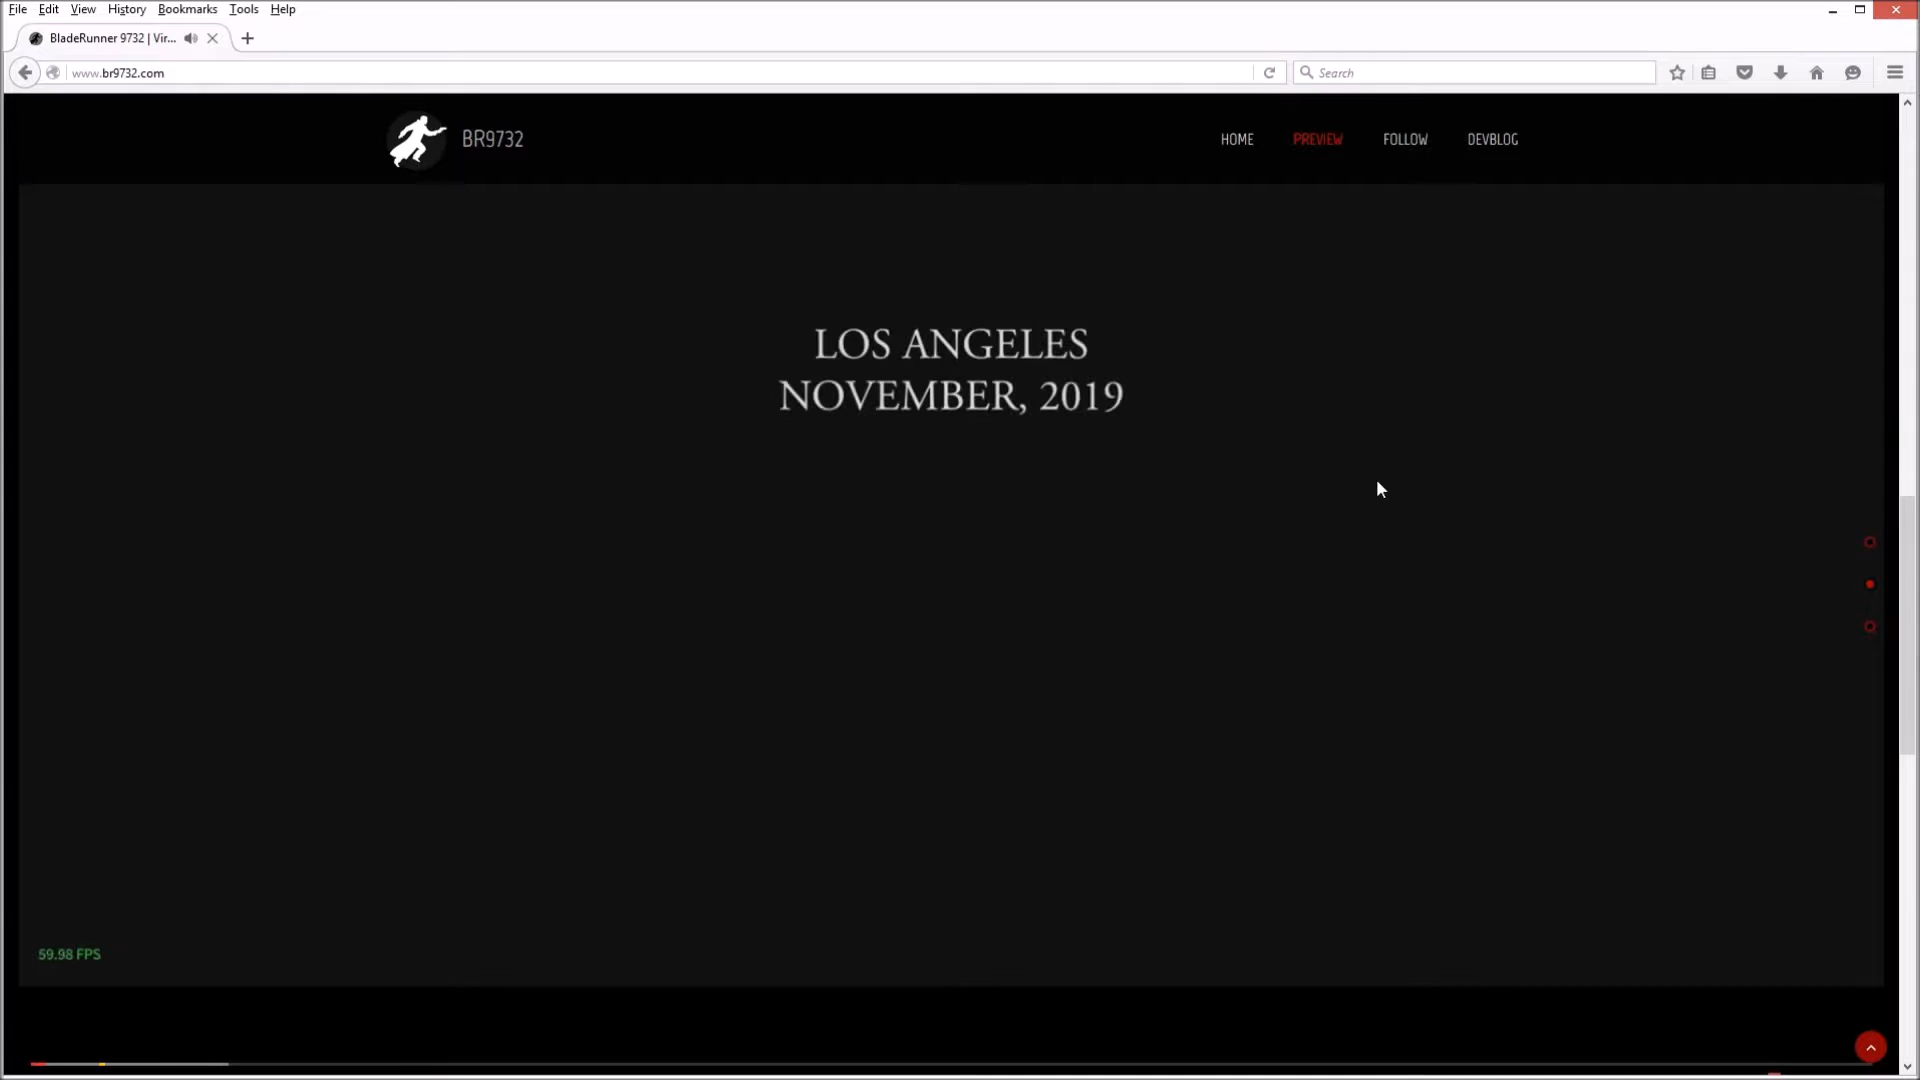 File Edit View History Bookmarks Tools Help
BladeRunner 9732 | Vir...
www.br9732.com
Search
BR9732
HOME PREVIEW FOLLOW DEVBLOG
LOS ANGELES
NOVEMBER, 2019
59.98 FPS